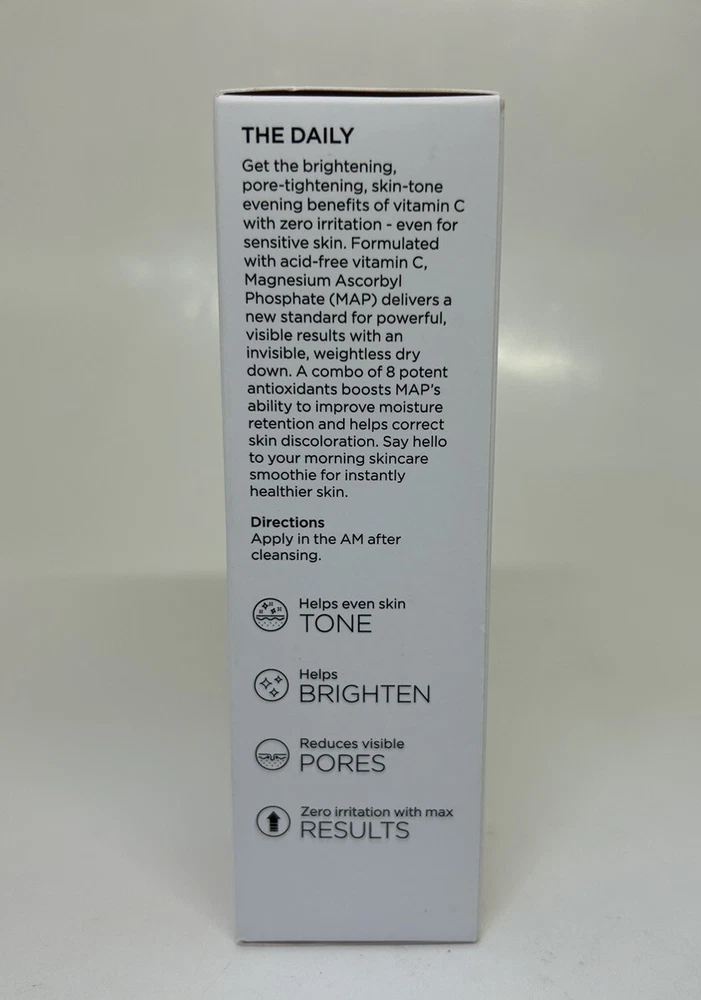 THE DAILY
Get the brightening,
pore-tightening, skin-tone
evening benefits of vitamin C
with zero irritation - even for
sensitive skin. Formulated
with acid-free vitamin C,
Magnesium Ascorbyl
Phosphate (MAP) delivers a
new standard for powerful,
visible results with an
invisible, weightless dry
down. A combo of 8 potent
antioxidants boosts MAP's
ability to improve moisture
retention and helps correct
skin discoloration. Say hello
to your morning skincare
smoothie for instantly
healthier skin.
Directions
Apply in the AM after
cleansing.
Helps even skin
TONE
Helps
BRIGHTEN
Reduces visible
PORES
Zero irritation with max
RESULTS